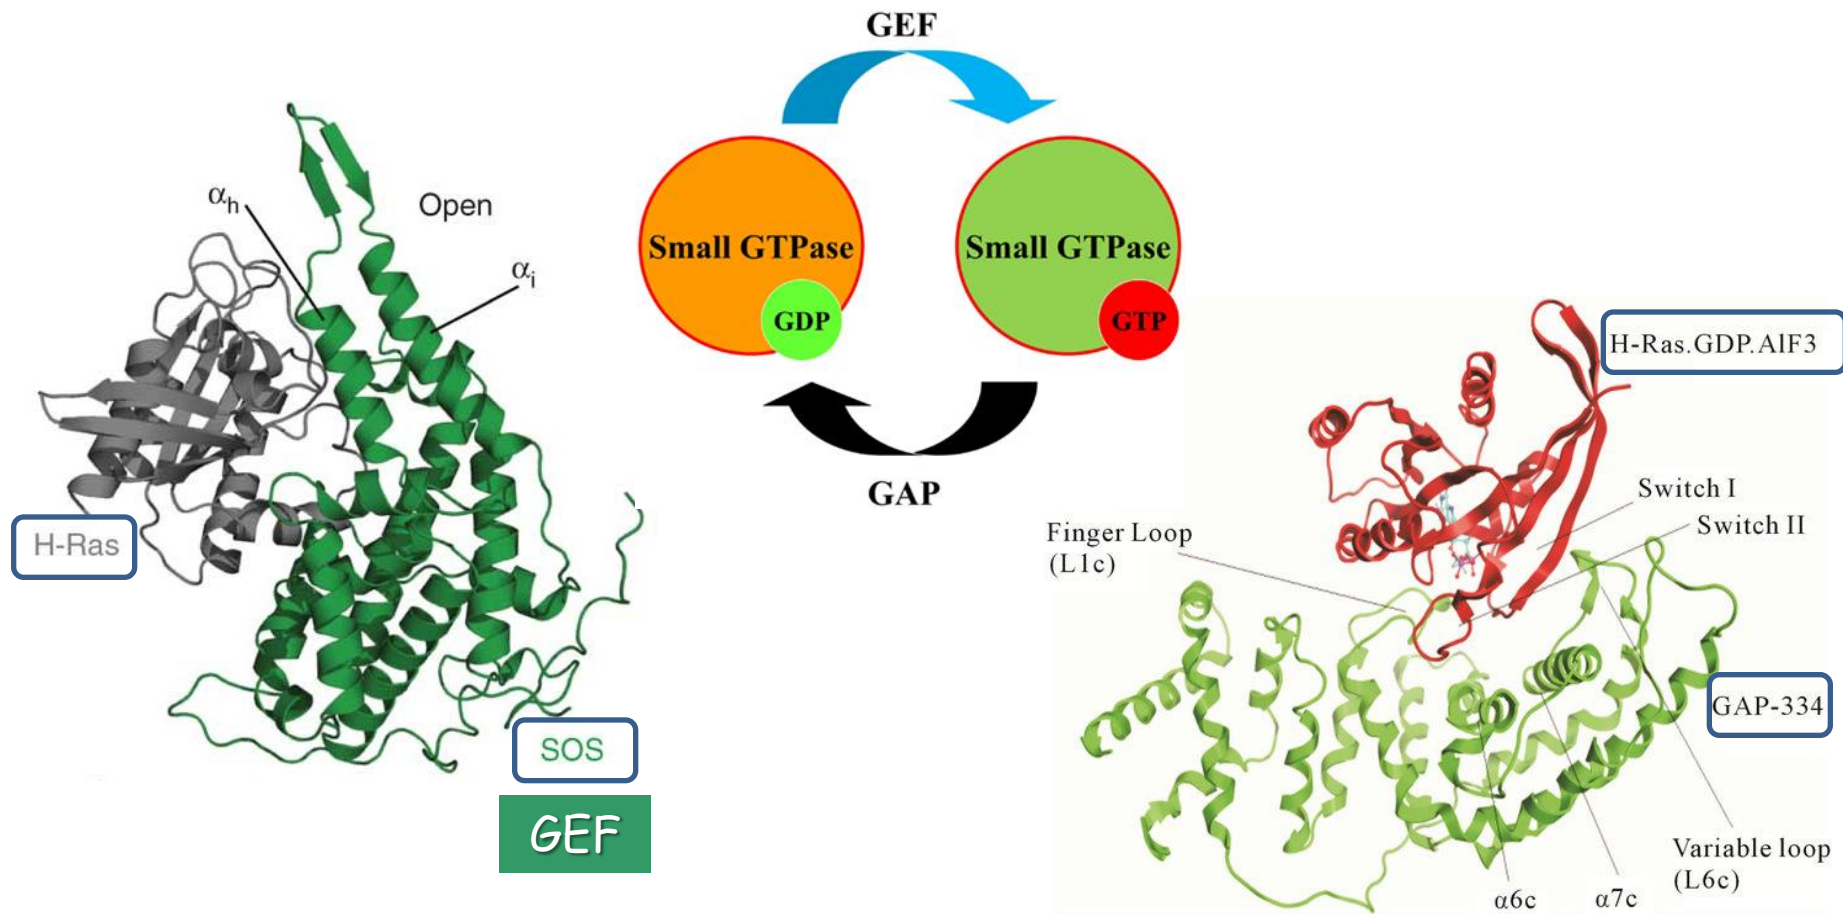 GEF
αh
Open
αi
Small GTPase
GDP
Small GTPase
GTP
GAP
H-Ras
SOS
GEF
H-Ras.GDP.AlF3
Switch I
Switch II
Finger Loop
(L1c)
GAP-334
Variable loop
(L6c)
α6c
α7c